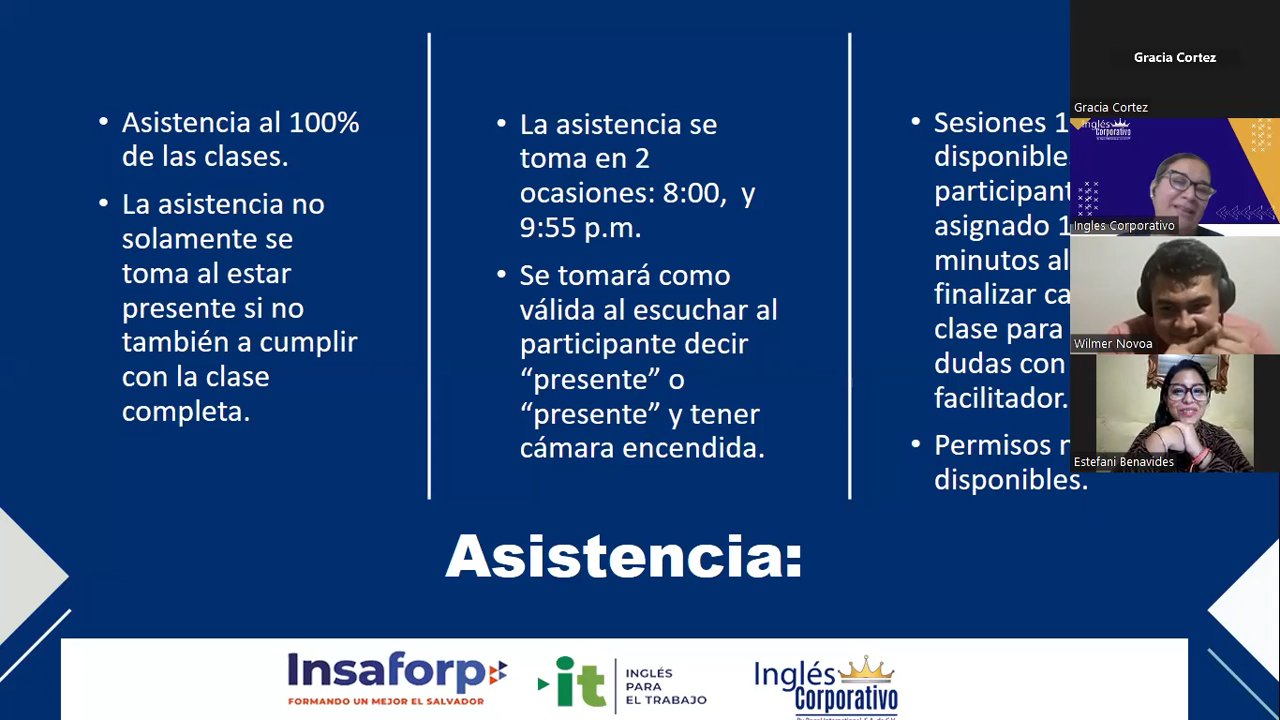 • Asistencia al 100%
de las clases.
• La asistencia no
solamente se
toma al estar
presente si no
también a cumplir
con la clase
completa.
• La asistencia se
toma en 2
ocasiones: 8:00, y
9:55 p.m.
• Se tomará como
válida al escuchar al
participante decir
“presente” o
“presente” y tener
cámara encendida.
• Sesiones
disponible
participant
asignado
minutos al
finalizar
clase para
dudas con
facilitador.
• Permisos
disponibles.
Asistencia:
Insaforp
FORMANDO UN MEJOR EL SALVADOR
it
INGLÉS
PARA
EL TRABAJO
Inglés
Corporativo
Gracia Cortez
Gracia Cortez
Inglés
Corporativo
Ingles Corporativo
Wilmer Novoa
Estefani Benavides